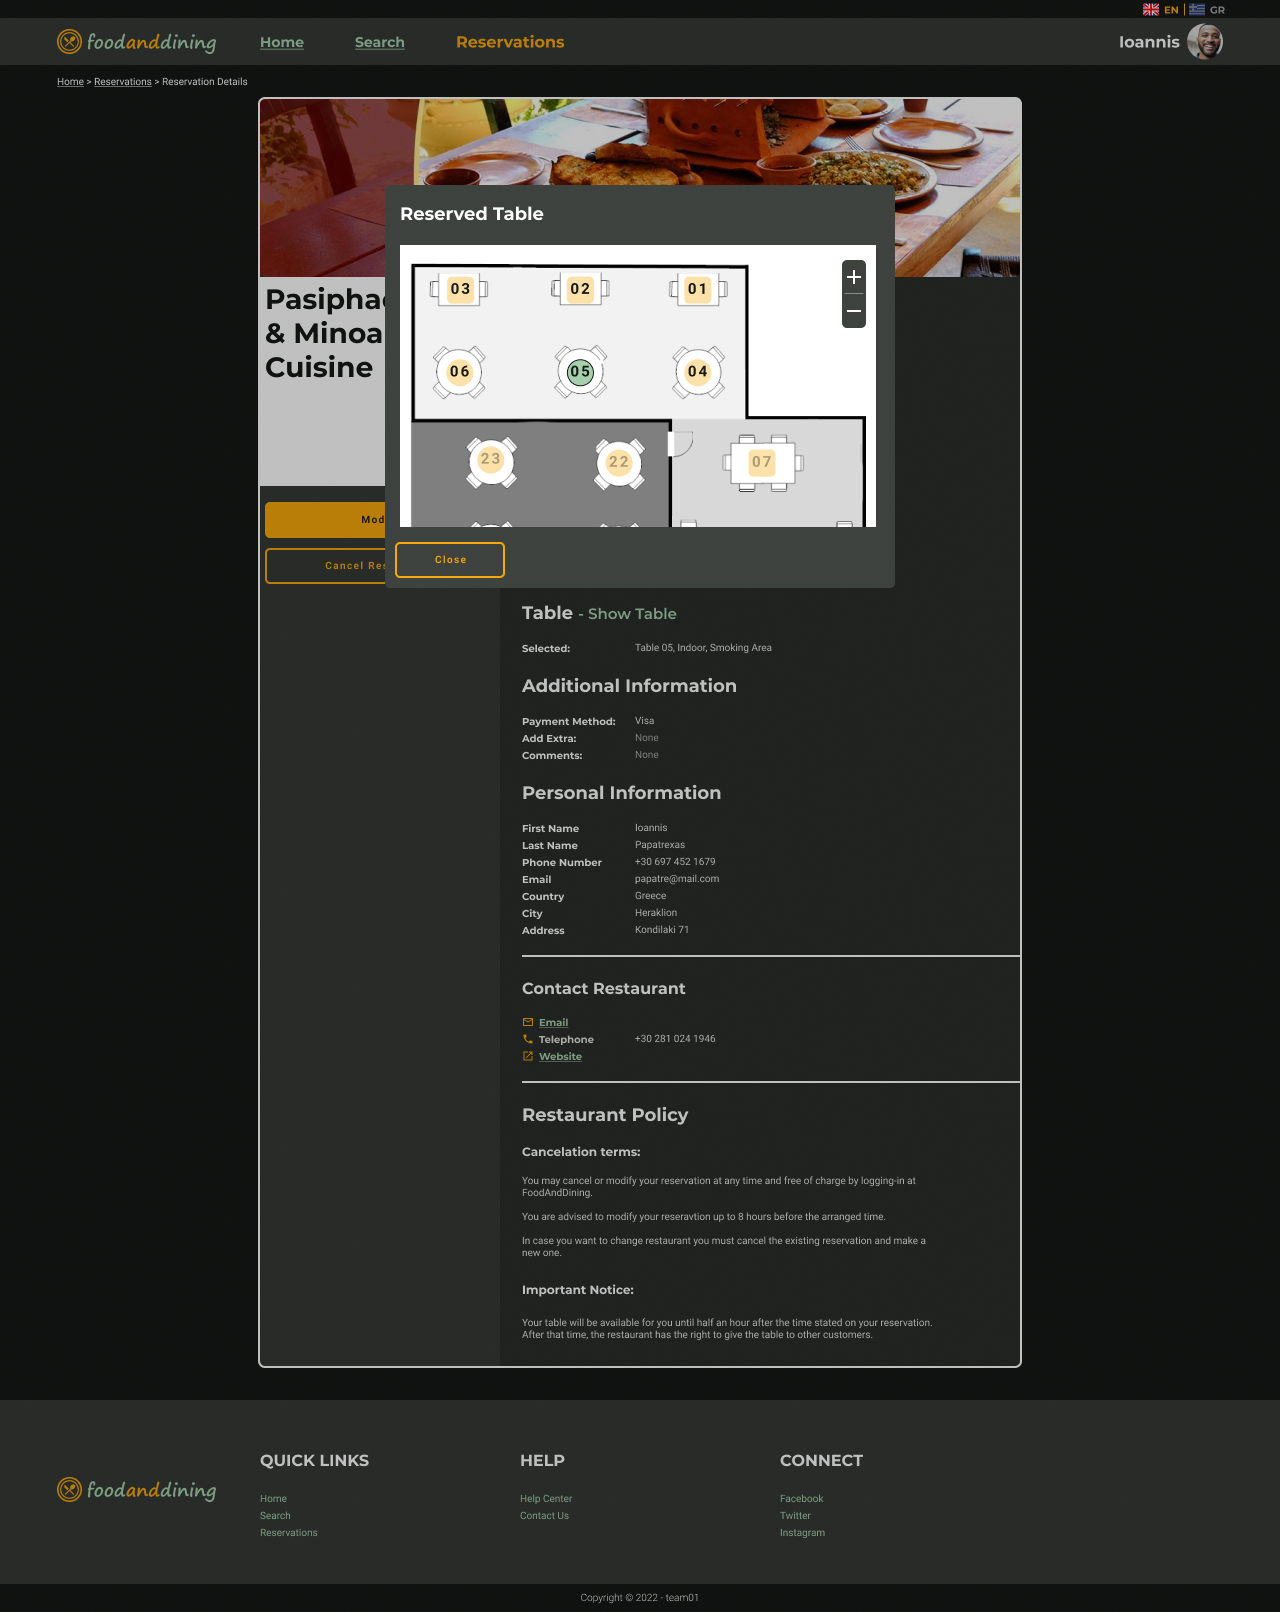 EN | GR
foodanddining
Home
Search
Reservations
Ioannis
Home > Reservations > Reservation Details
Reserved Table
03
02
01
+
−
06
05
04
23
22
07
Close
& Minoa
Cuisine
Cancel Res
Table - Show Table
Selected: Table 05, Indoor, Smoking Area
Additional Information
Payment Method: Visa
Add Extra: None
Comments: None
Personal Information
First Name Ioannis
Last Name Papatrexas
Phone Number +30 697 452 1679
Email papatre@mail.com
Country Greece
City Heraklion
Address Kondilaki 71
Contact Restaurant
Email
Telephone +30 281 024 1946
Website
Restaurant Policy
Cancelation terms:
You may cancel or modify your reservation at any time and free of charge by logging-in at
FoodAndDining.
You are advised to modify your reseravtion up to 8 hours before the arranged time.
In case you want to change restaurant you must cancel the existing reservation and make a
new one.
Important Notice:
Your table will be available for you until half an hour after the time stated on your reservation.
After that time, the restaurant has the right to give the table to other customers.
foodanddining
QUICK LINKS
Home
Search
Reservations
HELP
Help Center
Contact Us
CONNECT
Facebook
Twitter
Instagram
Copyright © 2022 - team01